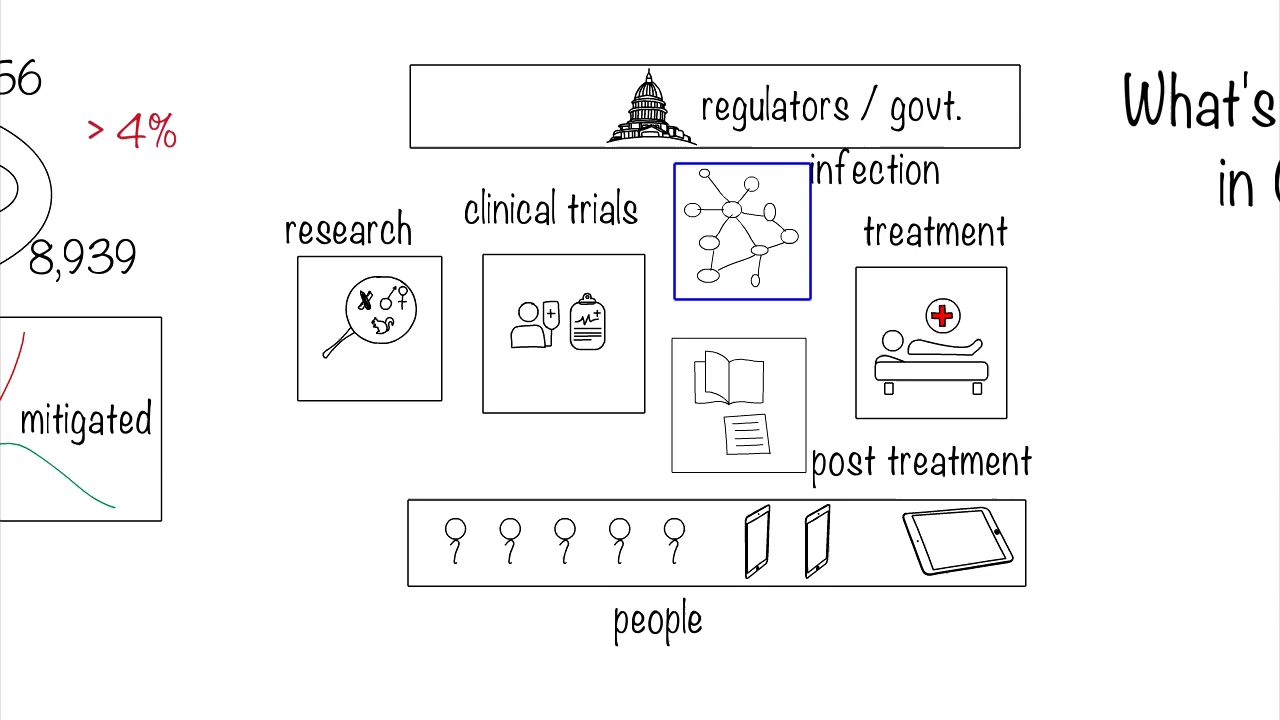 56
> 4%
8,939
mitigated
regulators / govt.
infection
clinical trials
research
treatment
post treatment
people
What's
in